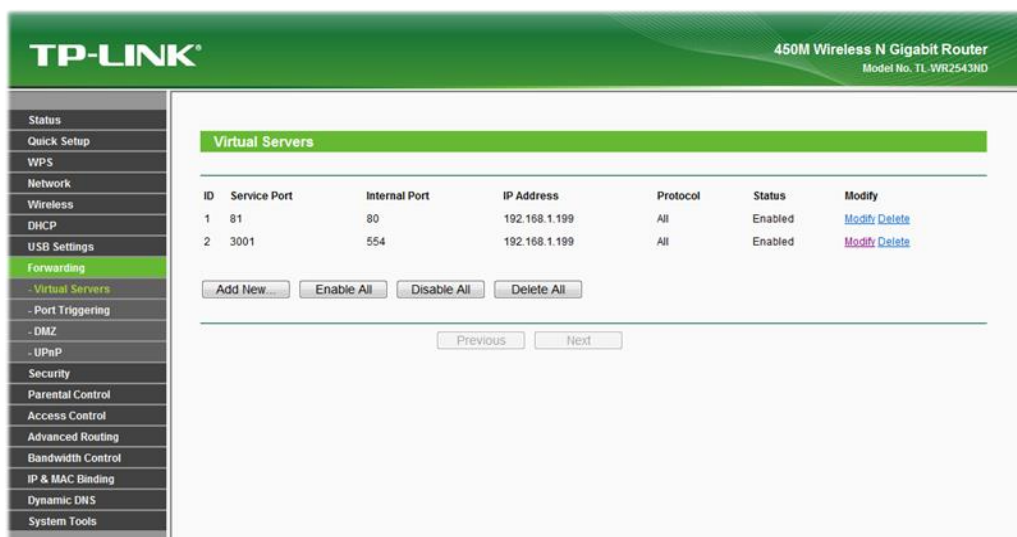 TP-LINK®
450M Wireless N Gigabit Router
Model No. TL-WR2543ND
Status
Quick Setup
WPS
Network
Wireless
DHCP
USB Settings
Forwarding
- Virtual Servers
- Port Triggering
- DMZ
- UPnP
Security
Parental Control
Access Control
Advanced Routing
Bandwidth Control
IP & MAC Binding
Dynamic DNS
System Tools
Virtual Servers
ID Service Port Internal Port IP Address Protocol Status Modify
1 81 80 192.168.1.199 All Enabled Modify Delete
2 3001 554 192.168.1.199 All Enabled Modify Delete
Add New... Enable All Disable All Delete All
Previous Next